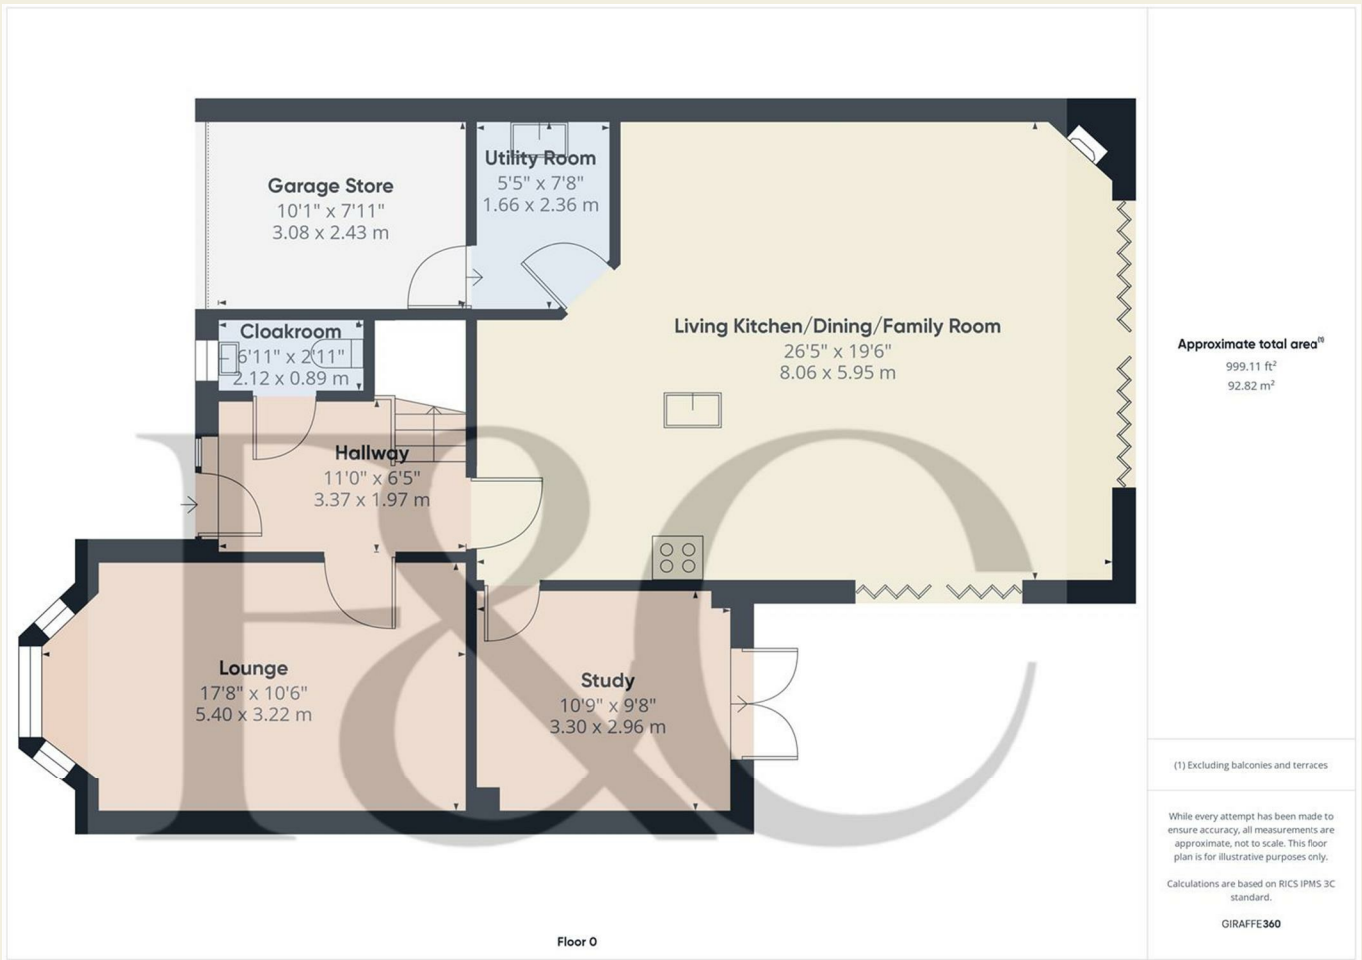 Garage Store
10'1" x 7'11"
3.08 x 2.43 m
Utility Room
5'5" x 7'8"
1.66 x 2.36 m
Cloakroom
6'11" x 2'11"
2.12 x 0.89 m
Living Kitchen/Dining/Family Room
26'5" x 19'6"
8.06 x 5.95 m
Hallway
11'0" x 6'5"
3.37 x 1.97 m
Lounge
17'8" x 10'6"
5.40 x 3.22 m
Study
10'9" x 9'8"
3.30 x 2.96 m
F&C
Floor 0
Approximate total area⁽¹⁾
999.11 ft²
92.82 m²
(1) Excluding balconies and terraces
While every attempt has been made to
ensure accuracy, all measurements are
approximate, not to scale. This floor
plan is for illustrative purposes only.
Calculations are based on RICS IPMS 3C
standard.
GIRAFFE360